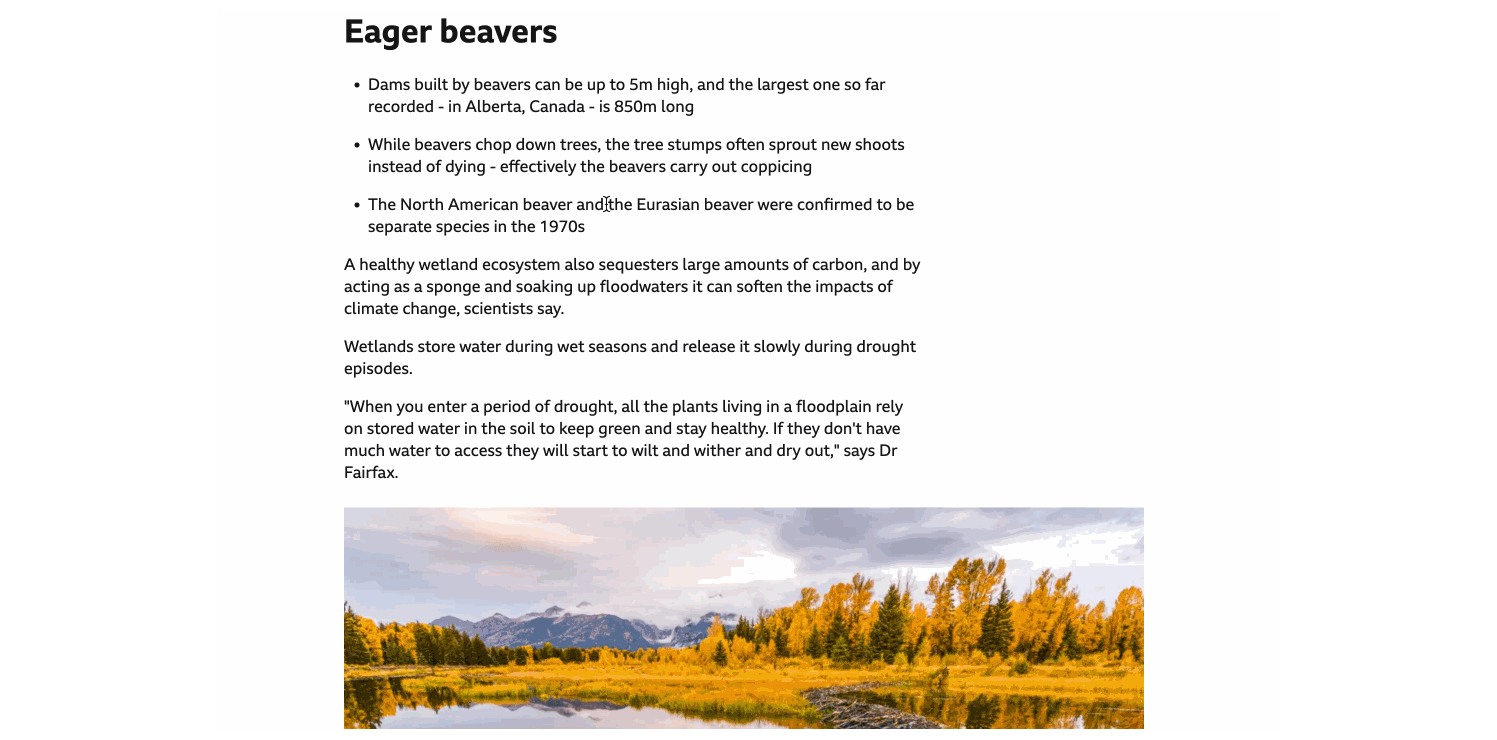 Eager beavers
• Dams built by beavers can be up to 5m high, and the largest one so far
recorded - in Alberta, Canada - is 850m long
• While beavers chop down trees, the tree stumps often sprout new shoots
instead of dying - effectively the beavers carry out coppicing
• The North American beaver and the Eurasian beaver were confirmed to be
separate species in the 1970s
A healthy wetland ecosystem also sequesters large amounts of carbon, and by
acting as a sponge and soaking up floodwaters it can soften the impacts of
climate change, scientists say.
Wetlands store water during wet seasons and release it slowly during drought
episodes.
"When you enter a period of drought, all the plants living in a floodplain rely
on stored water in the soil to keep green and stay healthy. If they don't have
much water to access they will start to wilt and wither and dry out," says Dr
Fairfax.